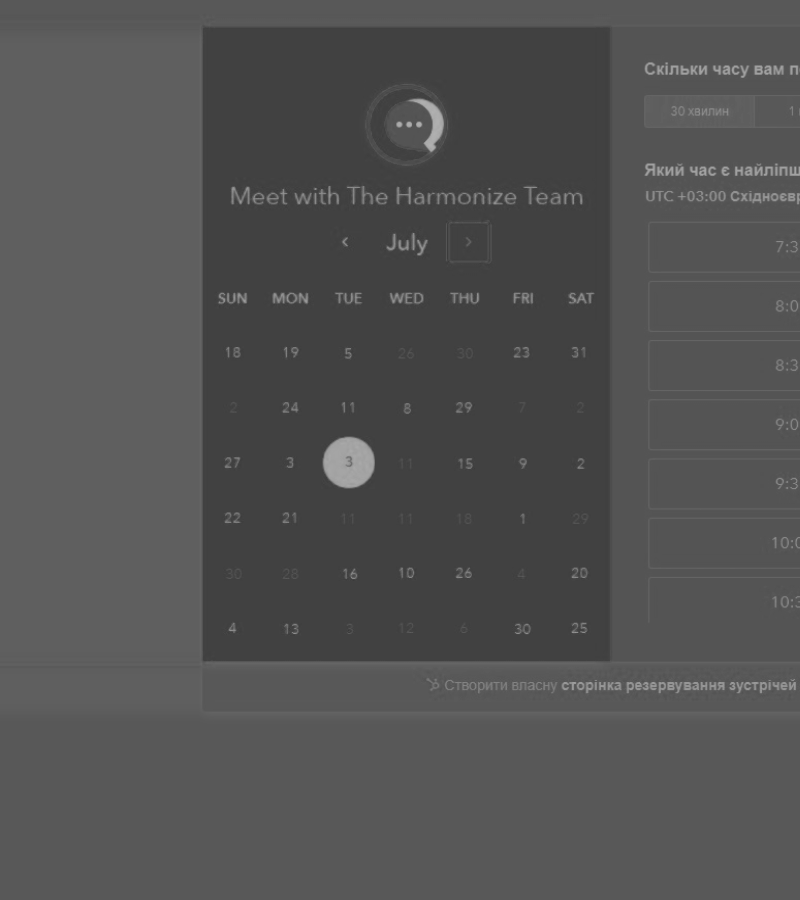 Meet with The Harmonize Team
July
SUN MON TUE WED THU FRI SAT
18 19 5 26 30 23 31
2 24 11 8 29 7 2
27 3 3 11 15 9 2
22 21 11 11 18 1 29
30 28 16 10 26 4 20
4 13 3 12 6 30 25
Скільки часу вам п
30 хвилин 1
Який час є найліпш
UTC +03:00 Східноєвр
7:3
8:0
8:3
9:0
9:3
10:0
10:3
Створити власну сторінка резервування зустрічей